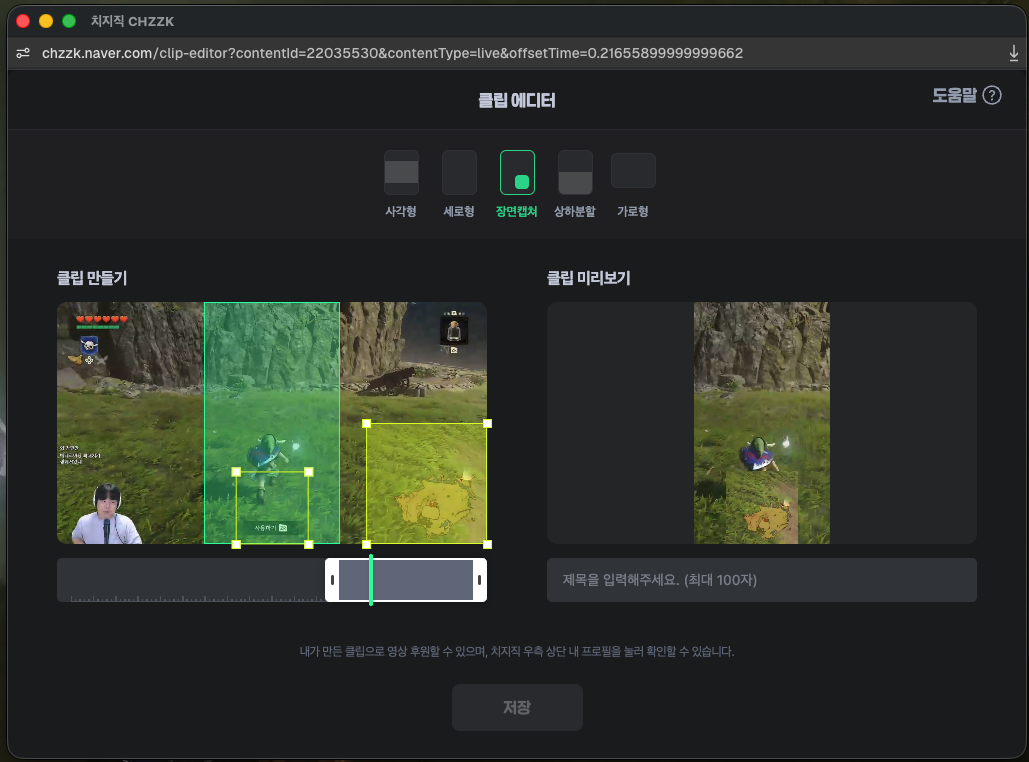 치지직 CHZZK
chzzk.naver.com/clip-editor?contentId=22035530&contentType=live&offsetTime=0.21655899999999662
클립 에디터
도움말 ?
사각형
세로형
장면캡쳐
상하분할
가로형
클립 만들기
클립 미리보기
사용하기
제목을 입력해주세요. (최대 100자)
내가 만든 클립으로 영상 후원할 수 있으며, 치지직 우측 상단 내 프로필을 눌러 확인할 수 있습니다.
저장